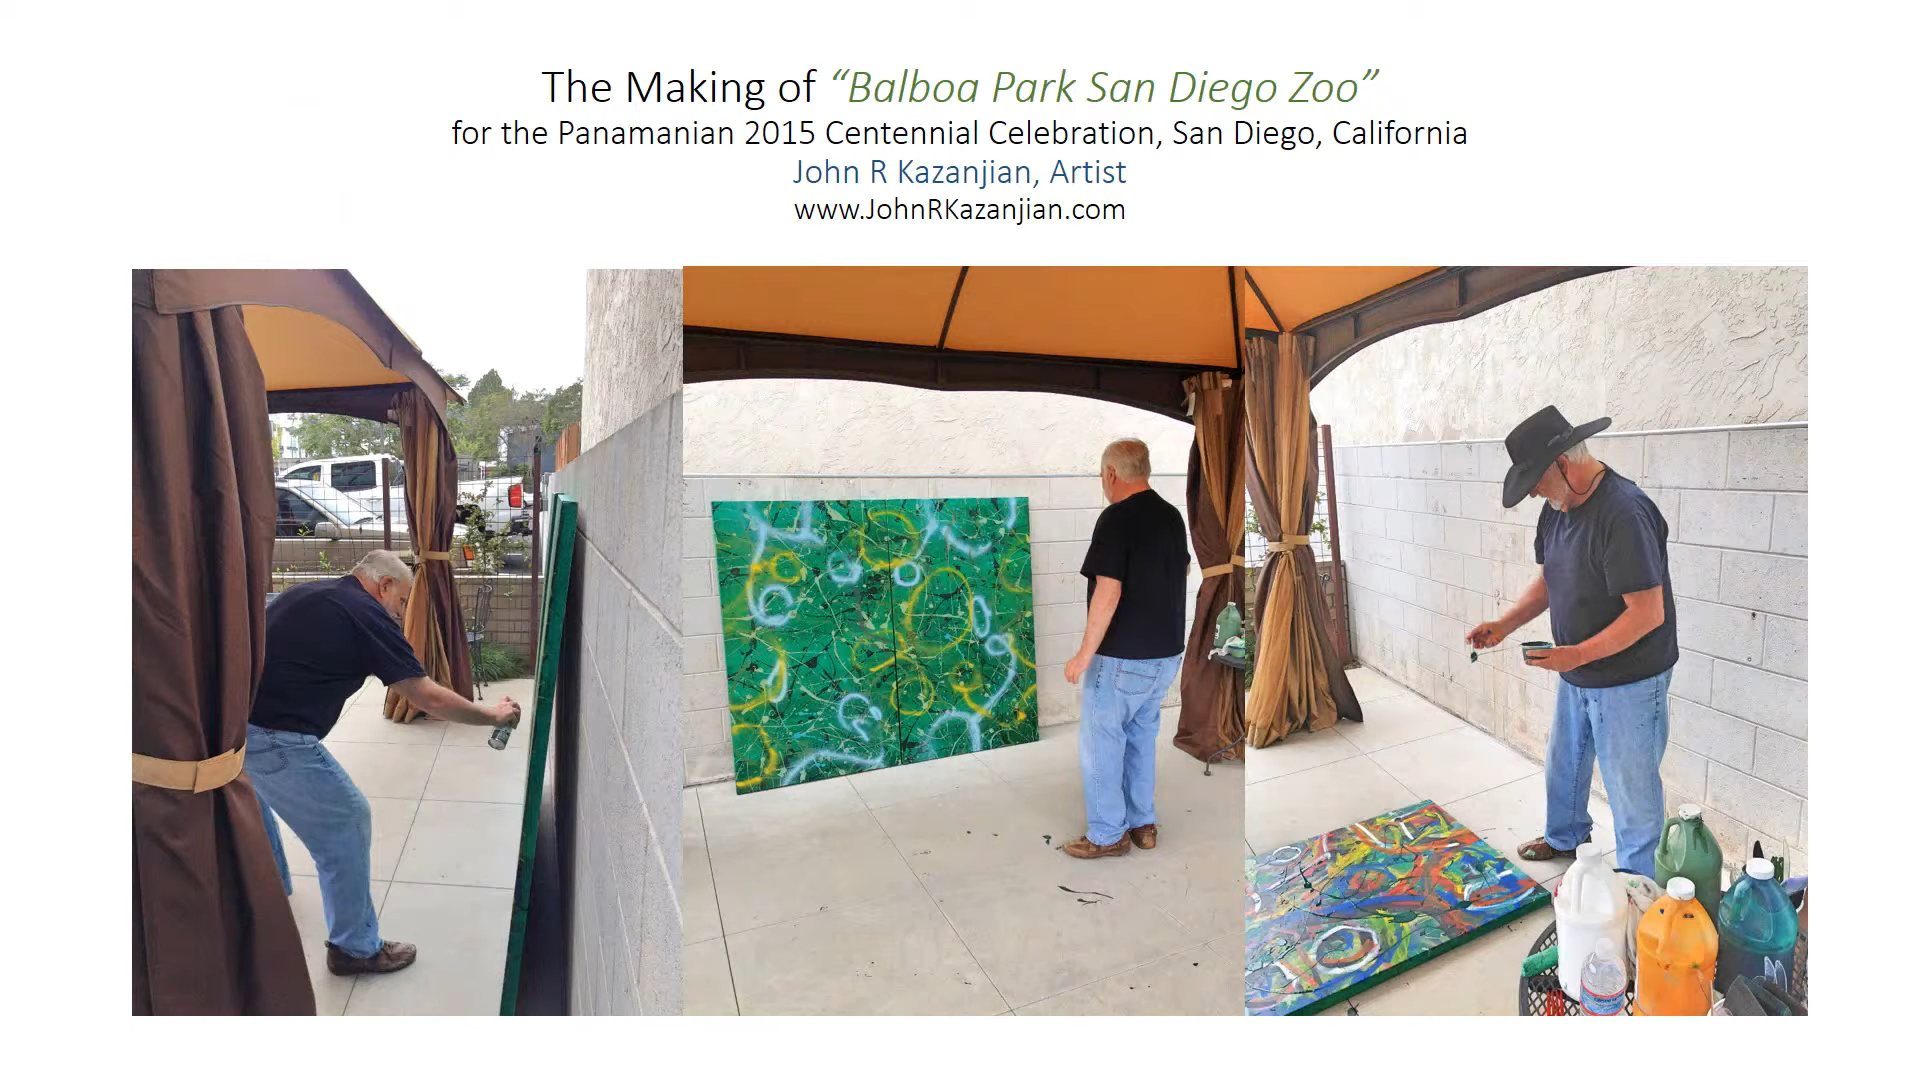 The Making of “Balboa Park San Diego Zoo”
for the Panamanian 2015 Centennial Celebration, San Diego, California
John R Kazanjian, Artist
www.JohnRKazanjian.com